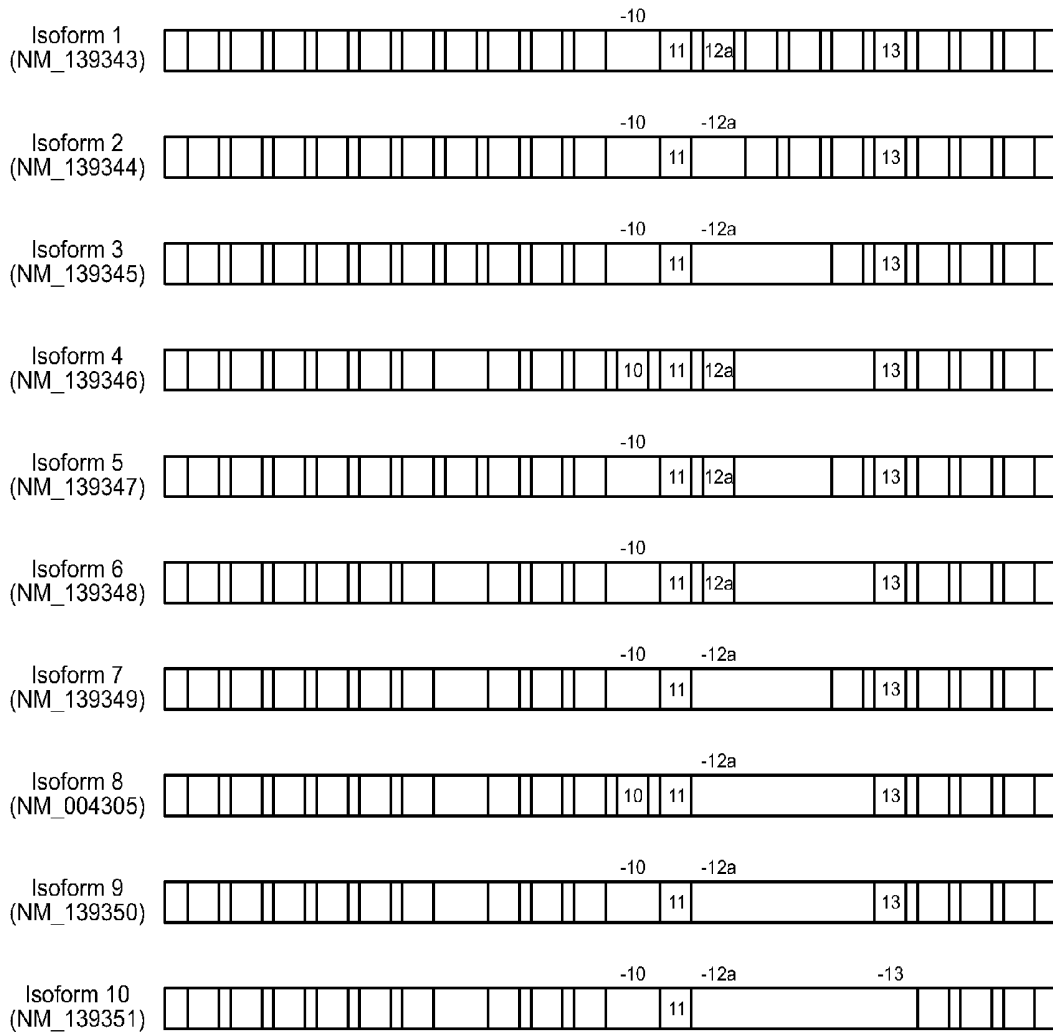 -10
Isoform 1
(NM_139343)
11 12a 13
-10 -12a
Isoform 2
(NM_139344)
11 13
-10 -12a
Isoform 3
(NM_139345)
11 13
Isoform 4
(NM_139346)
10 11 12a 13
-10
Isoform 5
(NM_139347)
11 12a 13
-10
Isoform 6
(NM_139348)
11 12a 13
-10 -12a
Isoform 7
(NM_139349)
11 13
-12a
Isoform 8
(NM_004305)
10 11 13
-10 -12a
Isoform 9
(NM_139350)
11 13
-10 -12a -13
Isoform 10
(NM_139351)
11